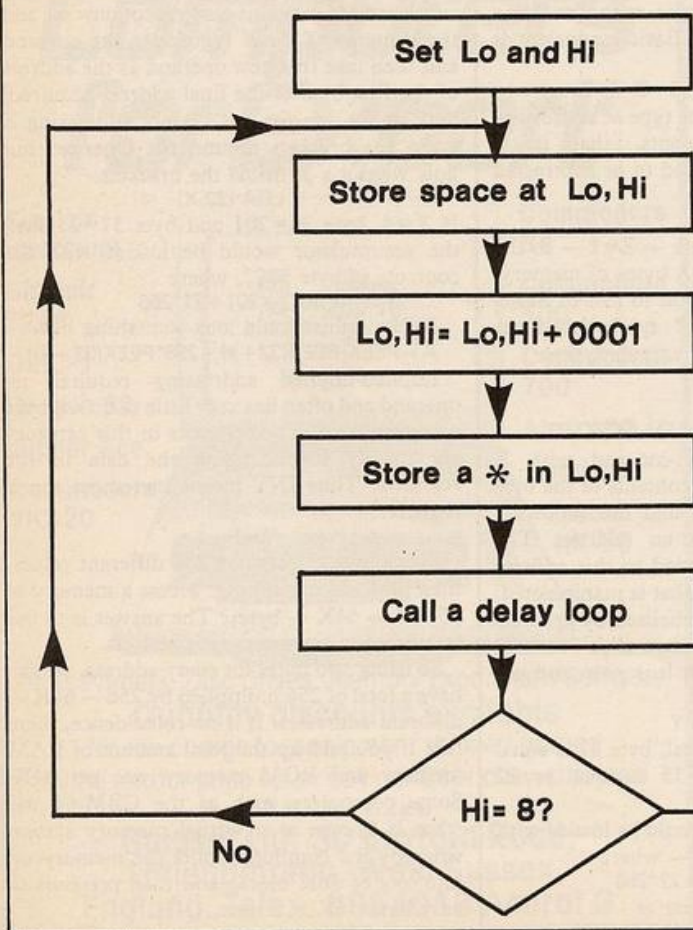 Set Lo and Hi
Store space at Lo,Hi
Lo,Hi= Lo,Hi+0001
Store a * in Lo,Hi
Call a delay loop
Hi= 8?
No